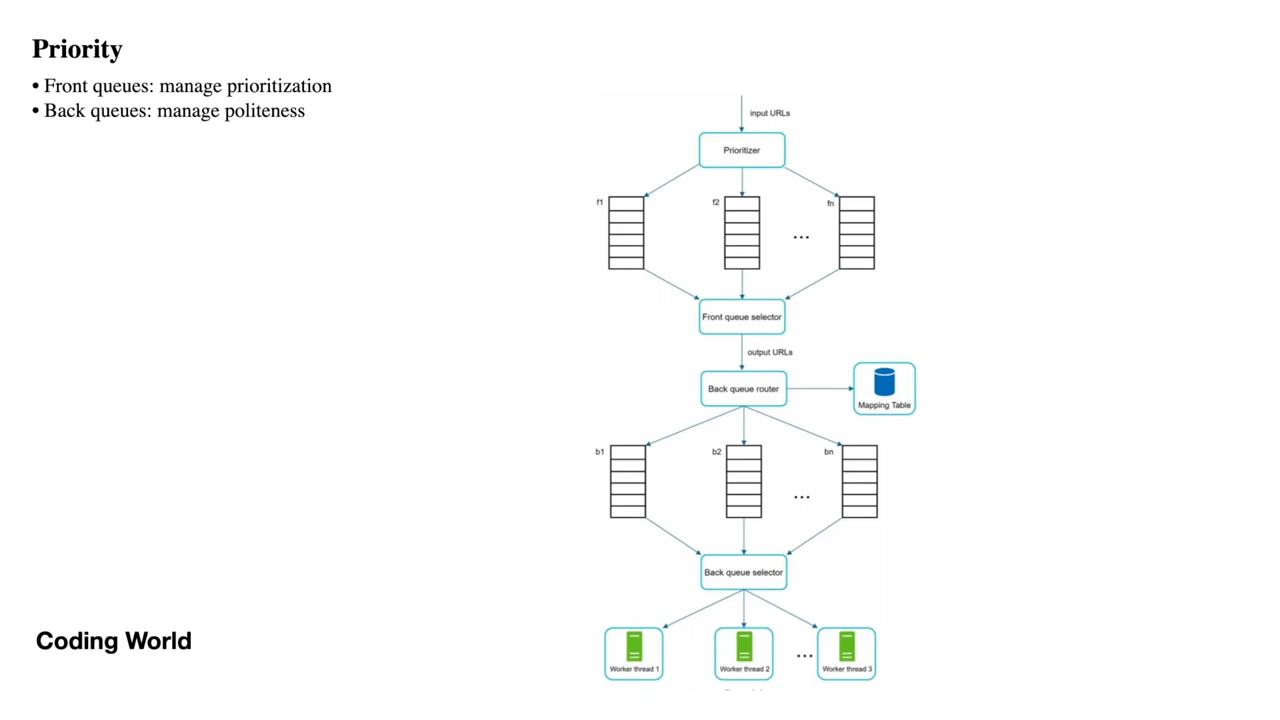 Priority
• Front queues: manage prioritization
• Back queues: manage politeness
input URLs
Prioritizer
f1
f2
fn
...
Front queue selector
output URLs
Back queue router
Mapping Table
b1
b2
bn
...
Back queue selector
Worker thread 1
Worker thread 2
...
Worker thread 3
Coding World